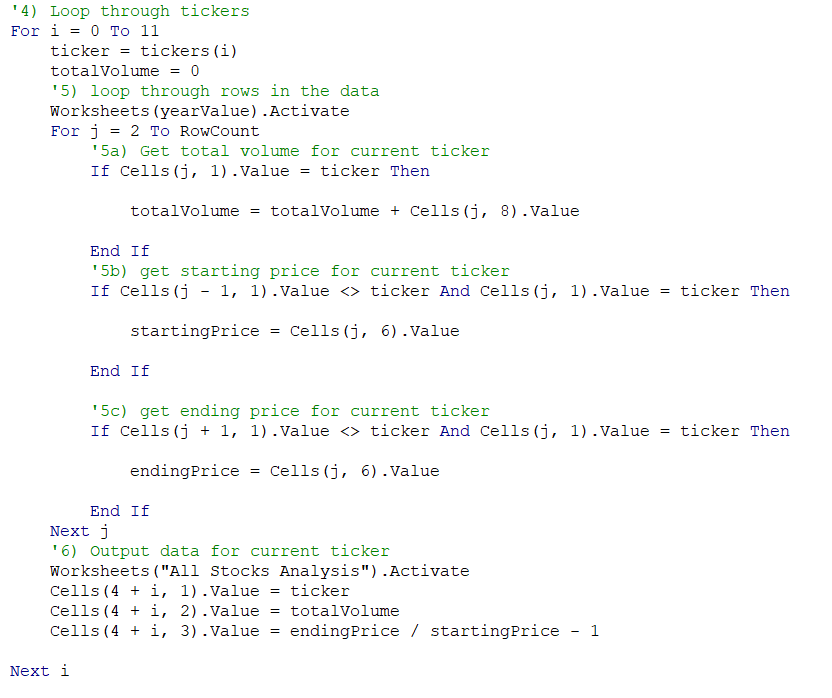 '4) Loop through tickers
For i = 0 To 11
    ticker = tickers(i)
    totalVolume = 0
    '5) loop through rows in the data
    Worksheets(yearValue).Activate
    For j = 2 To RowCount
        '5a) Get total volume for current ticker
        If Cells(j, 1).Value = ticker Then
            totalVolume = totalVolume + Cells(j, 8).Value
        End If
        '5b) get starting price for current ticker
        If Cells(j - 1, 1).Value <> ticker And Cells(j, 1).Value = ticker Then
            startingPrice = Cells(j, 6).Value
        End If
        '5c) get ending price for current ticker
        If Cells(j + 1, 1).Value <> ticker And Cells(j, 1).Value = ticker Then
            endingPrice = Cells(j, 6).Value
        End If
    Next j
    '6) Output data for current ticker
    Worksheets("All Stocks Analysis").Activate
    Cells(4 + i, 1).Value = ticker
    Cells(4 + i, 2).Value = totalVolume
    Cells(4 + i, 3).Value = endingPrice / startingPrice - 1
Next i